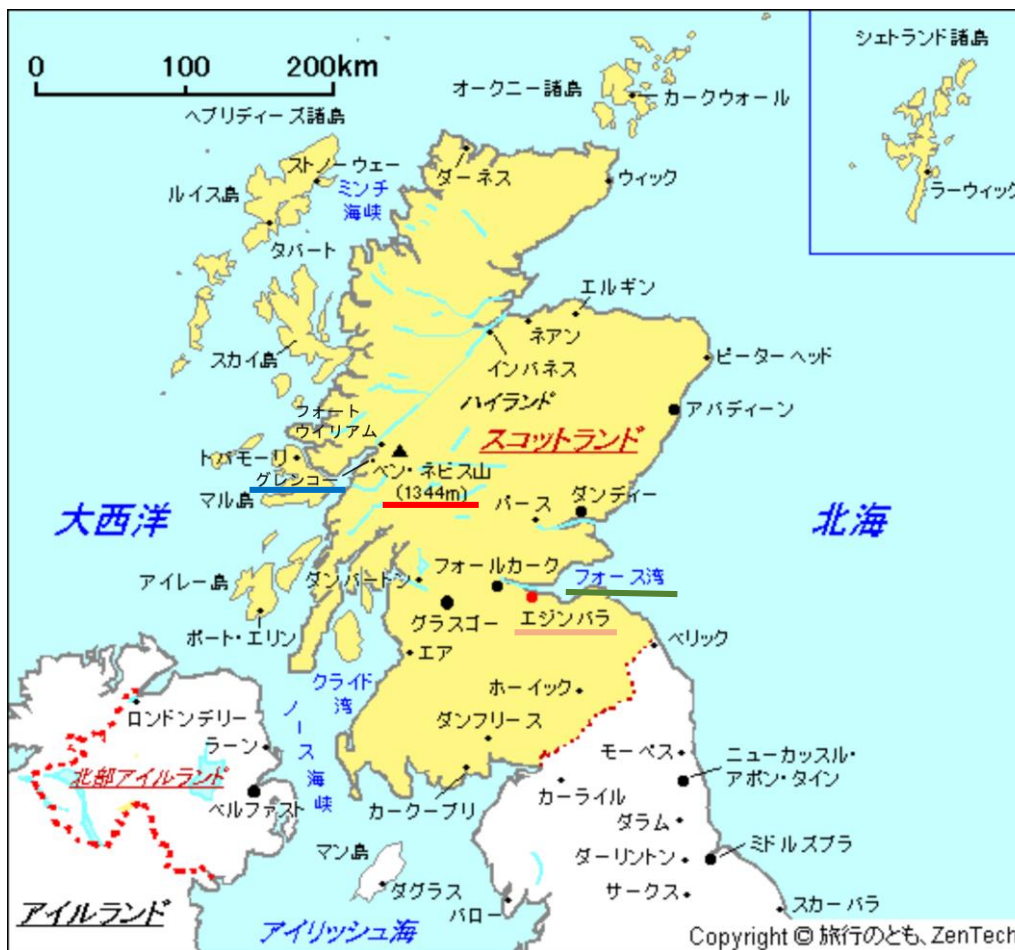 0 100 200km
シェトランド諸島
オークニー諸島
カークウォール
ヘブリディーズ諸島
ストノーウェー
ダーネス
ウィック
ルイス島
ミンチ
海峡
ラーウィック
タバート
エルギン
ネアン
スカイ島
インバネス
ピーターヘッド
ハイランド
アバディーン
フォート
ウイリアム
スコットランド
トバモーリ
グレンコー
ベン・ネビス山
(1344m)
マル島
パース
ダンディー
大西洋
北海
アイレー島
ダンバートン
フォールカーク
フォース湾
グラスゴー
エジンバラ
ポート・エリン
エア
ベリック
クライド
湾
ホーイック
ロンドンデリー
ノース海峡
ダンフリース
ラーン
モーペス
ニューカッスル・
アポン・タイン
北部アイルランド
ベルファスト
カークーブリ
カーライル
ダラム
マン島
ダーリントン
ミドルズブラ
ダグラス
サークス
バロー
スカーバラ
アイルランド
アイリッシュ海
Copyright © 旅行のとも、ZenTech